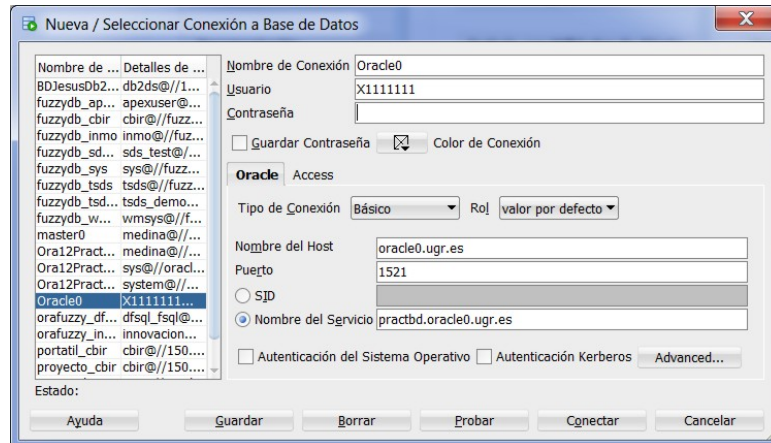 Nueva / Seleccionar Conexión a Base de Datos
Nombre de ... Detalles de ...
BDJesusDb2... db2ds@//1...
fuzzydb_ap... apexuser@...
fuzzydb_cbir cbir@//fuzz...
fuzzydb_inmo inmo@//fuz...
fuzzydb_sd... sds_test@/...
fuzzydb_sys sys@//fuzz...
fuzzydb_tsds tsds@//fuzz...
fuzzydb_tsd... tsds_demo...
fuzzydb_w... wmsys@//f...
master0 medina@//...
Ora12Pract... medina@//...
Ora12Pract... sys@//oracl...
Ora12Pract... system@//...
Oracle0 X1111111...
orafuzzy_df... dfsql_fsql@...
orafuzzy_in... innovacion...
portatil_cbir cbir@//150....
proyecto_cbir cbir@//150....
Nombre de Conexión Oracle0
Usuario X1111111
Contraseña
Guardar Contraseña Color de Conexión
Oracle Access
Tipo de Conexión Básico Rol valor por defecto
Nombre del Host oracle0.ugr.es
Puerto 1521
SID
Nombre del Servicio practbd.oracle0.ugr.es
Autenticación del Sistema Operativo Autenticación Kerberos Advanced...
Estado:
Ayuda Guardar Borrar Probar Conectar Cancelar